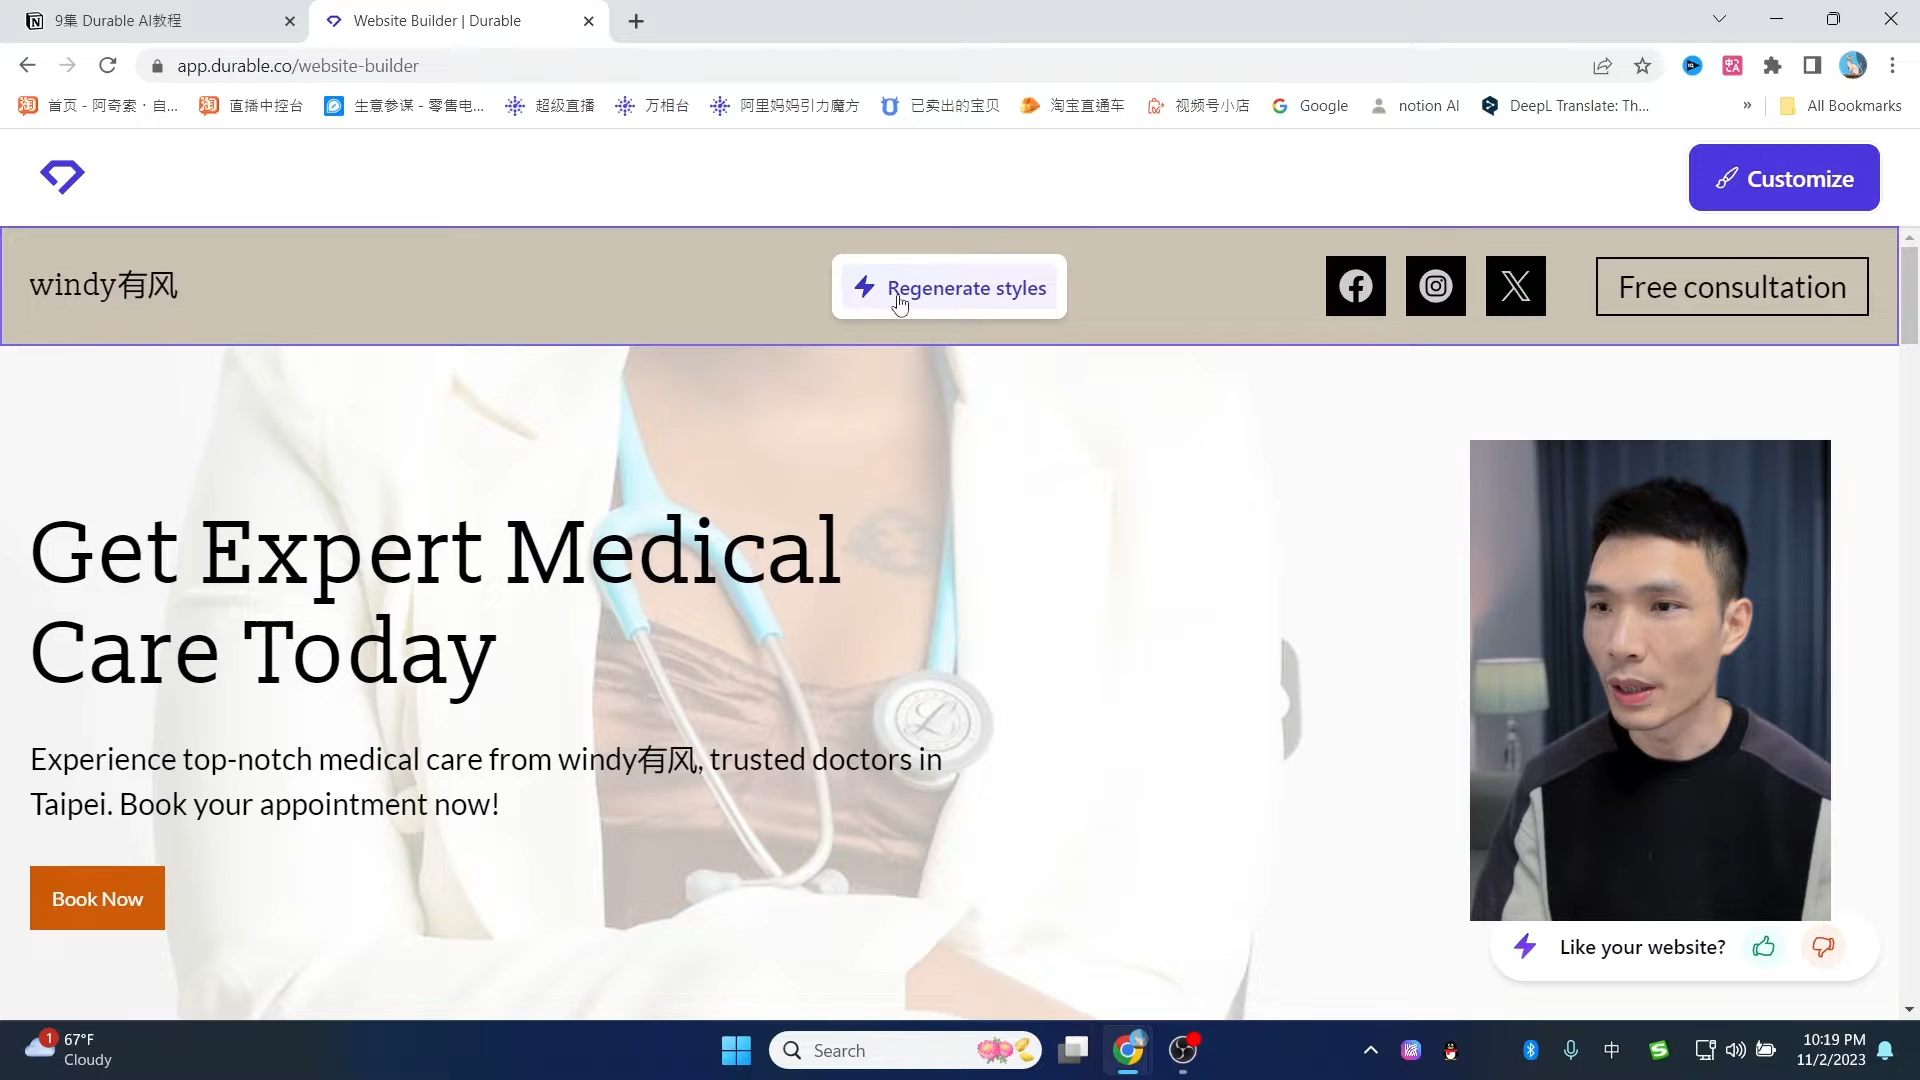 9集 Durable AI教程
Website Builder | Durable
app.durable.co/website-builder
首页 - 阿奇索 · 自...
直播中控台
生意参谋 - 零售电...
超级直播
万相台
阿里妈妈引力魔方
已卖出的宝贝
淘宝直通车
视频号小店
Google
notion AI
DeepL Translate: Th...
»
All Bookmarks
Customize
windy有风
Regenerate styles
Free consultation
Get Expert Medical
Care Today
Experience top-notch medical care from windy有风, trusted doctors in
Taipei. Book your appointment now!
Book Now
Like your website?
1
67°F
Cloudy
Search
中
10:19 PM
11/2/2023